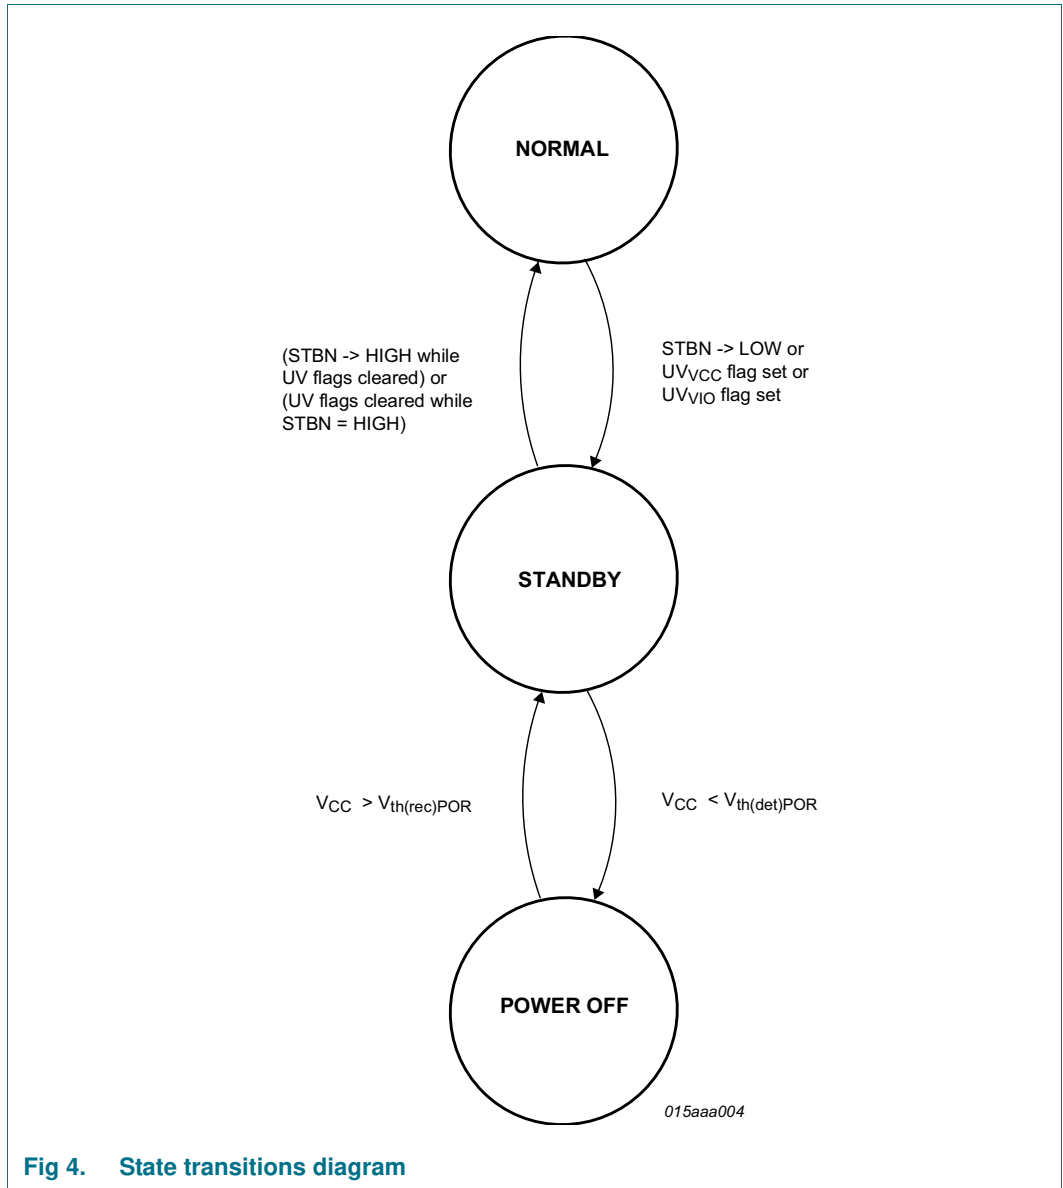 NORMAL
(STBN -> HIGH while
UV flags cleared) or
(UV flags cleared while
STBN = HIGH)
STBN -> LOW or
UVVCC flag set or
UVVIO flag set
STANDBY
VCC > Vth(rec)POR
VCC < Vth(det)POR
POWER OFF
015aaa004
Fig 4. State transitions diagram